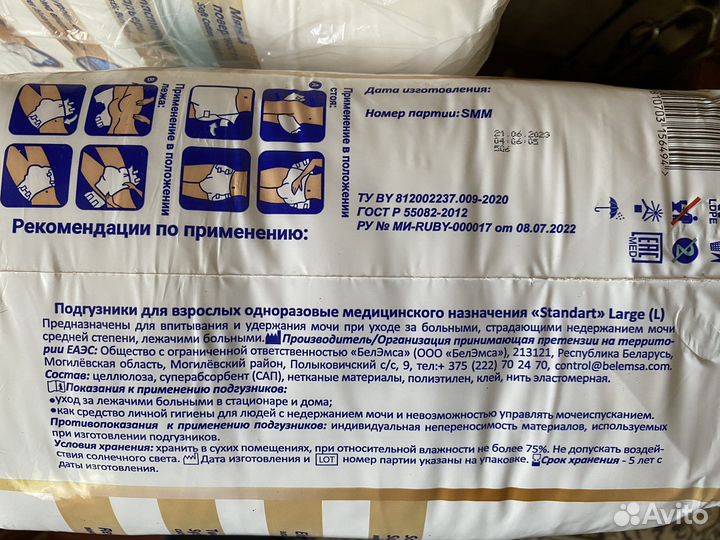 Дата изготовления:
Номер партии: SMM
21.06.2023
04:06:05
506
Применение в положении
стоя:
Применение в положении
лежа:
ТУ BY 812002237.009-2020
ГОСТ Р 55082-2012
РУ № МИ-RUBY-000017 от 08.07.2022
Рекомендации по применению:
EAC
MED
LDPE
Подгузники для взрослых одноразовые медицинского назначения «Standart» Large (L)
Предназначены для впитывания и удержания мочи при уходе за больными, страдающими недержанием мочи
средней степени, лежачими больными. Производитель/Организация принимающая претензии на террито-
рии ЕАЭС: Общество с ограниченной ответственностью «БелЭмса» (ООО «БелЭмса»), 213121, Республика Беларусь,
Могилёвская область, Могилёвский район, Полыковичский с/с, 9, тел:+ 375 (222) 70 24 70, control@belemsa.com.
Состав: целлюлоза, суперабсорбент (САП), нетканые материалы, полиэтилен, клей, нить эластомерная.
Показания к применению подгузников:
•уход за лежачими больными в стационаре и дома;
•как средство личной гигиены для людей с недержанием мочи и невозможностью управлять мочеиспусканием.
Противопоказания к применению подгузников: индивидуальная непереносимость материалов, используемых
при изготовлении подгузников.
Условия хранения: хранить в сухих помещениях, при относительной влажности не более 75%. Не допускать воздей-
ствия солнечного света. Дата изготовления и LOT номер партии указаны на упаковке. Срок хранения - 5 лет с
даты изготовления.
Avito